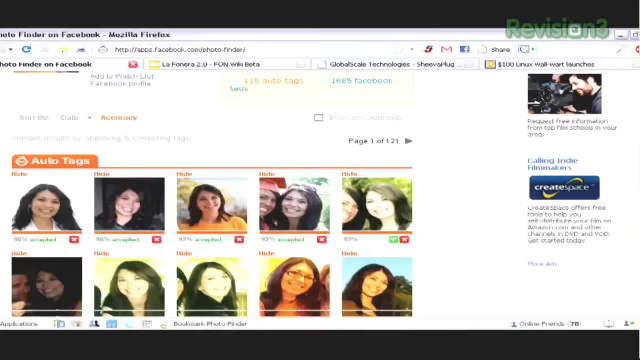 Revision3
hoto Finder on Facebook - Mozilla Firefox
http://apps.facebook.com/photo-finder/
Share
hoto Finder on Facebook
La Fonera 2.0 - FON Wiki Beta
GlobalScale Technologies - SheevaPlug ...
$100 Linux wall-wart launches
Add to Watch List
Facebook profile
118 auto tags
1685 facebook
tags
Sort By:
Date
Accuracy
Show only auto tags
Improve results by approving & correcting tags
Page 1 of 121
Auto Tags
Hide
Hide
Hide
Hide
Hide
98% accepted
98% accepted
97% accepted
97% accepted
93%
Hide
Hide
Hide
Hide
Hide
Request free information
from top film schools in your
area.
Calling Indie
Filmmakers
createspace
CreateSpace offers free
tools to help you
self-distribute your film on
Amazon.com and other
channels in DVD and VOD.
Get started today
More Ads
Applications
Bookmark Photo Finder
Online Friends (78)